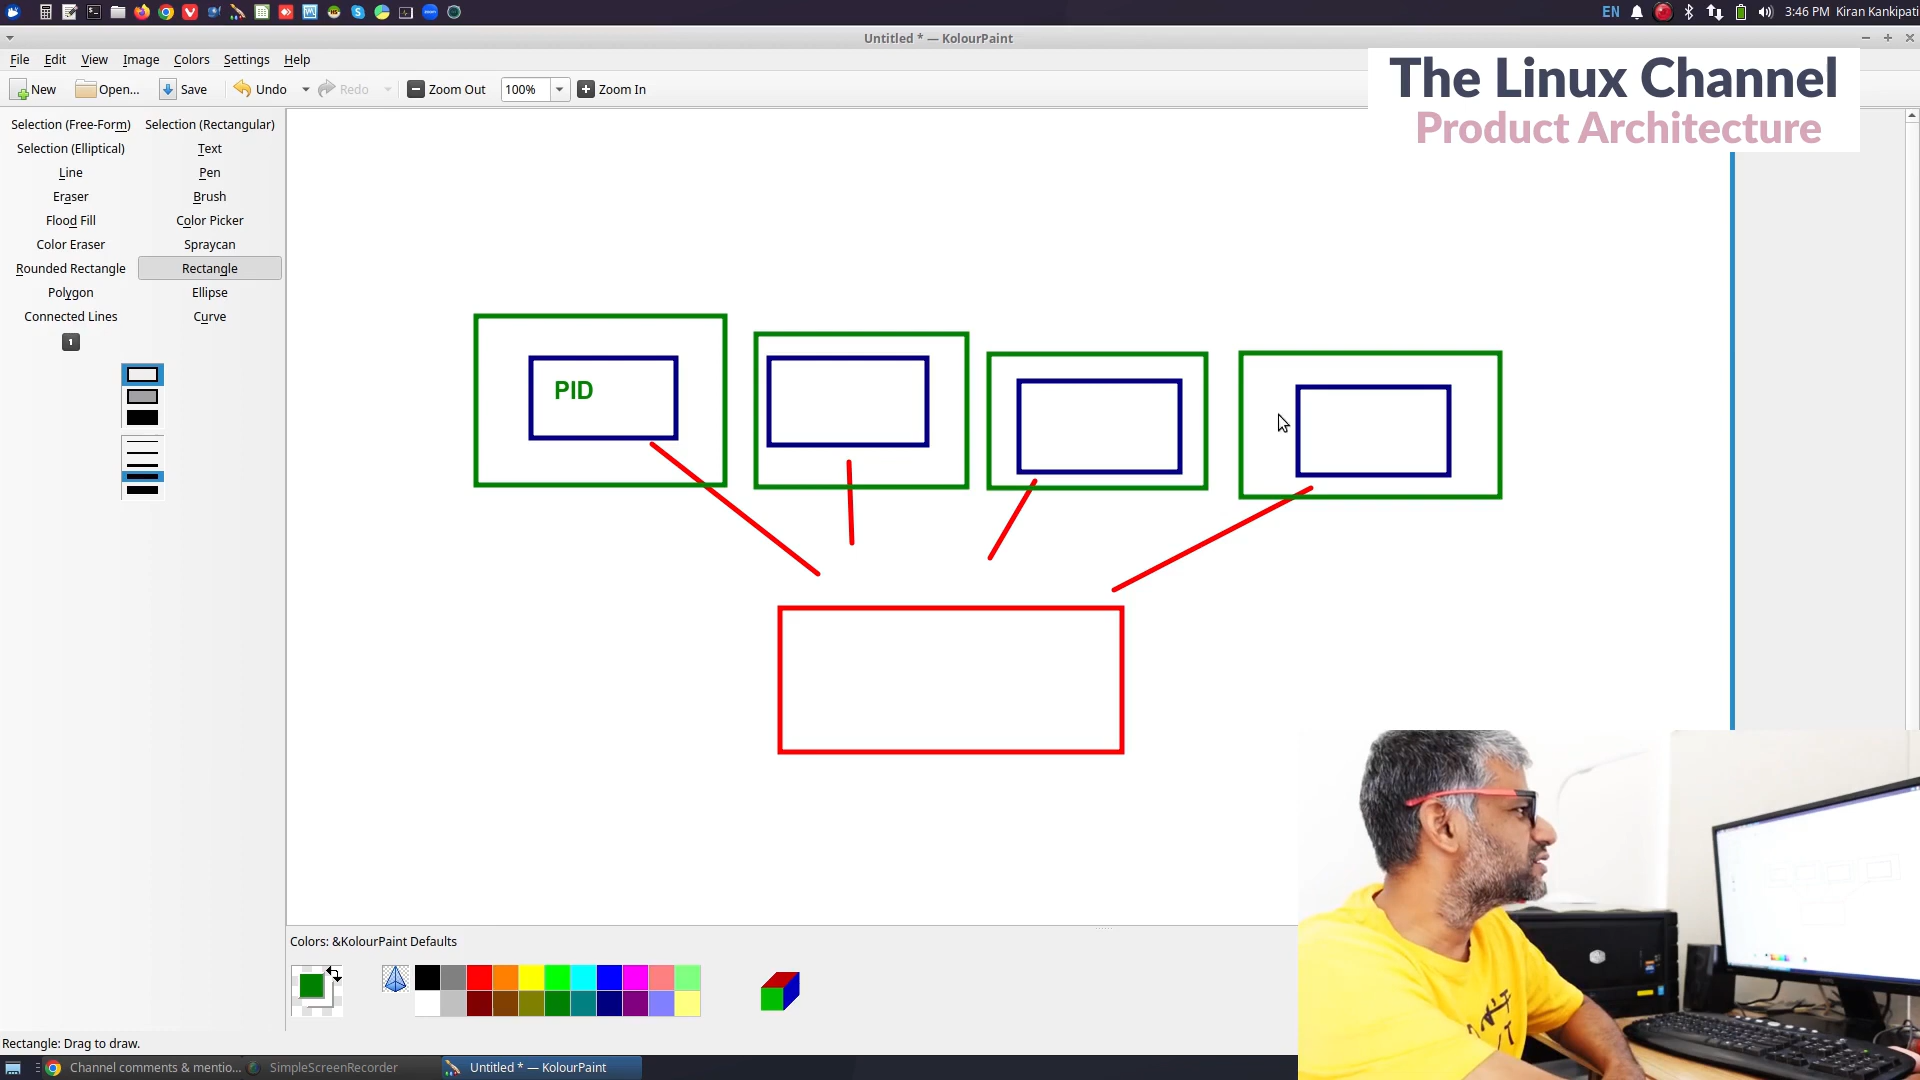 EN
3:46 PM Kiran Kankipati
Untitled * — KolourPaint
File Edit View Image Colors Settings Help
New Open... Save Undo Redo Zoom Out 100% Zoom In
The Linux Channel
Product Architecture
Selection (Free-Form) Selection (Rectangular)
Selection (Elliptical) Text
Line Pen
Eraser Brush
Flood Fill Color Picker
Color Eraser Spraycan
Rounded Rectangle Rectangle
Polygon Ellipse
Connected Lines Curve
1
PID
Colors: &KolourPaint Defaults
Rectangle: Drag to draw.
Channel comments & mentio... SimpleScreenRecorder Untitled * — KolourPaint